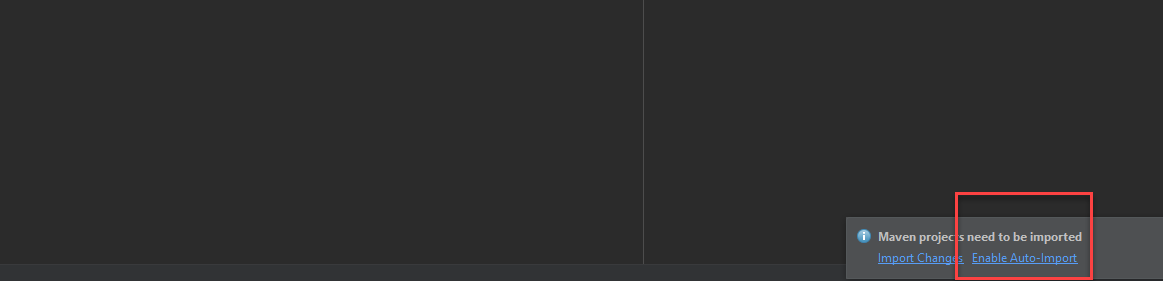 Maven projects need to be imported
Import Changes Enable Auto-Import